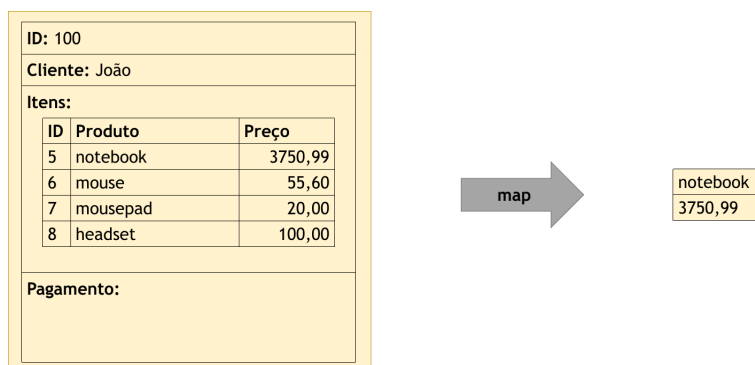 ID: 100
Cliente: João
Itens:
ID Produto Preço
5 notebook 3750,99
6 mouse 55,60
7 mousepad 20,00
8 headset 100,00
Pagamento:
map
notebook
3750,99